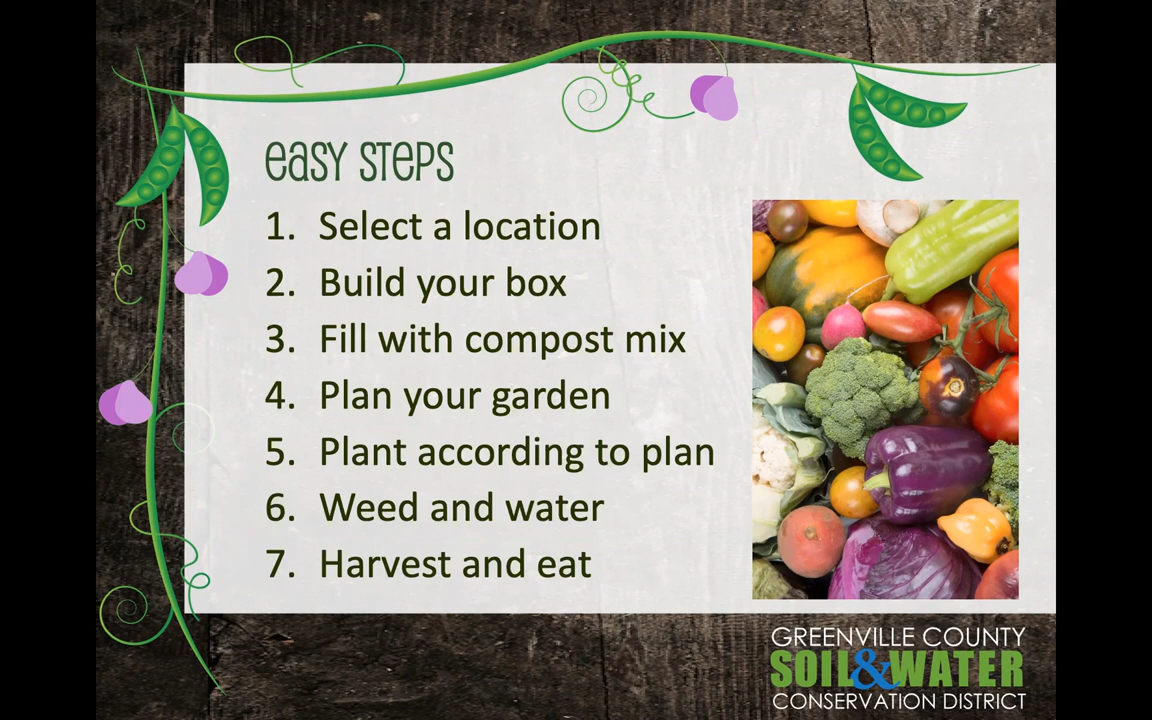 easy steps
1. Select a location
2. Build your box
3. Fill with compost mix
4. Plan your garden
5. Plant according to plan
6. Weed and water
7. Harvest and eat
GREENVILLE COUNTY
SOIL&WATER
CONSERVATION DISTRICT